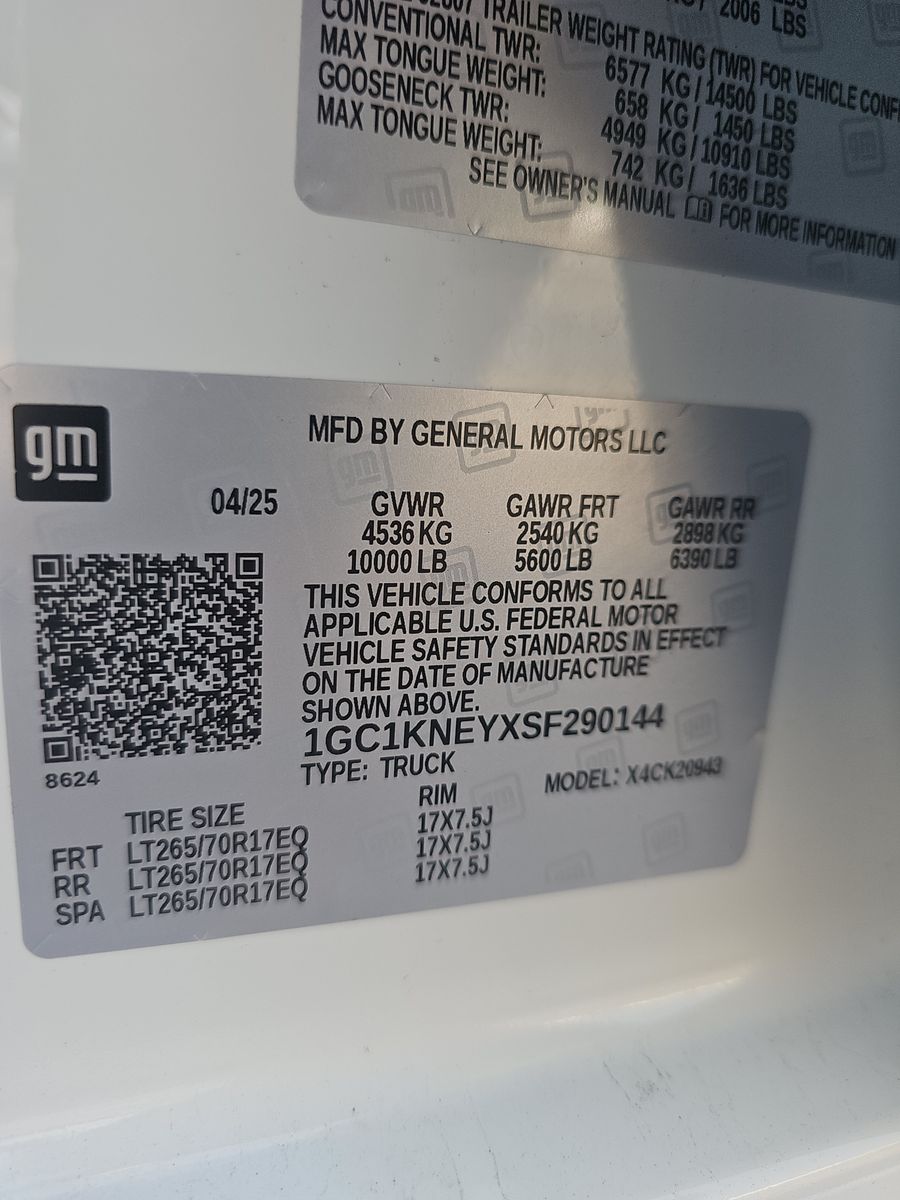 2006 LBS
TRAILER WEIGHT RATING (TWR) FOR VEHICLE
CONVENTIONAL TWR: 6577 KG / 14500 LBS
MAX TONGUE WEIGHT: 658 KG / 1450 LBS
GOOSENECK TWR: 4949 KG / 10910 LBS
MAX TONGUE WEIGHT: 742 KG / 1636 LBS
SEE OWNER'S MANUAL FOR MORE INFORMATION
gm
MFD BY GENERAL MOTORS LLC
04/25 GVWR GAWR FRT GAWR RR
4536 KG 2540 KG 2898 KG
10000 LB 5600 LB 6390 LB
THIS VEHICLE CONFORMS TO ALL
APPLICABLE U.S. FEDERAL MOTOR
VEHICLE SAFETY STANDARDS IN EFFECT
ON THE DATE OF MANUFACTURE
SHOWN ABOVE.
1GC1KNEYXSF290144
8624
TYPE: TRUCK MODEL: X4CK20943
TIRE SIZE RIM
FRT LT265/70R17EQ 17X7.5J
RR LT265/70R17EQ 17X7.5J
SPA LT265/70R17EQ 17X7.5J